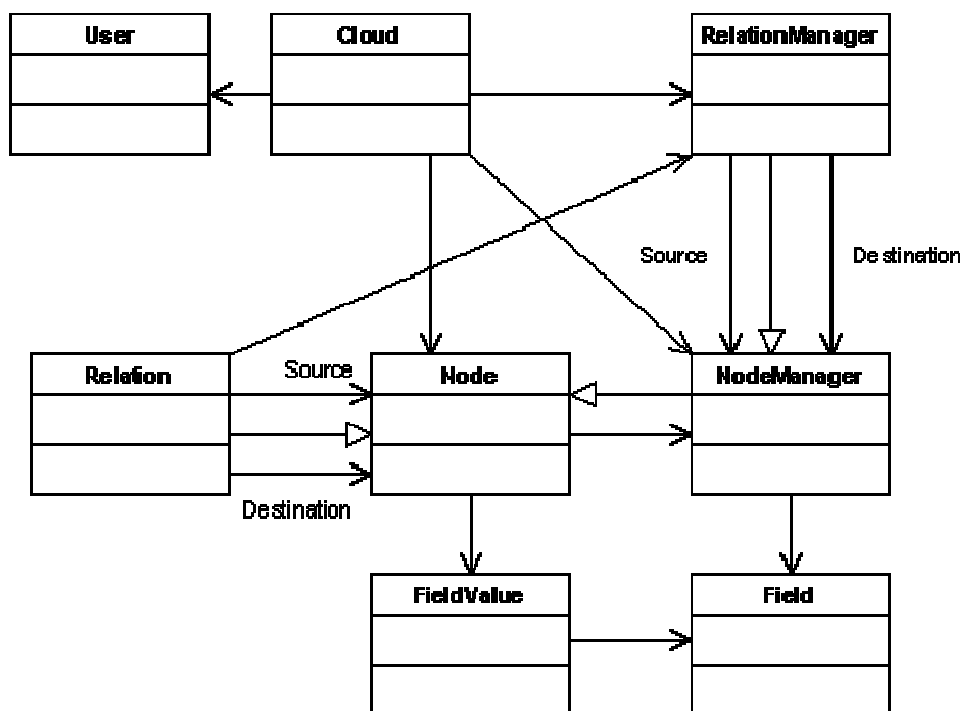 User
Cloud
RelationManager
Source
Destination
Relation
Source
Node
NodeManager
Destination
FieldValue
Field